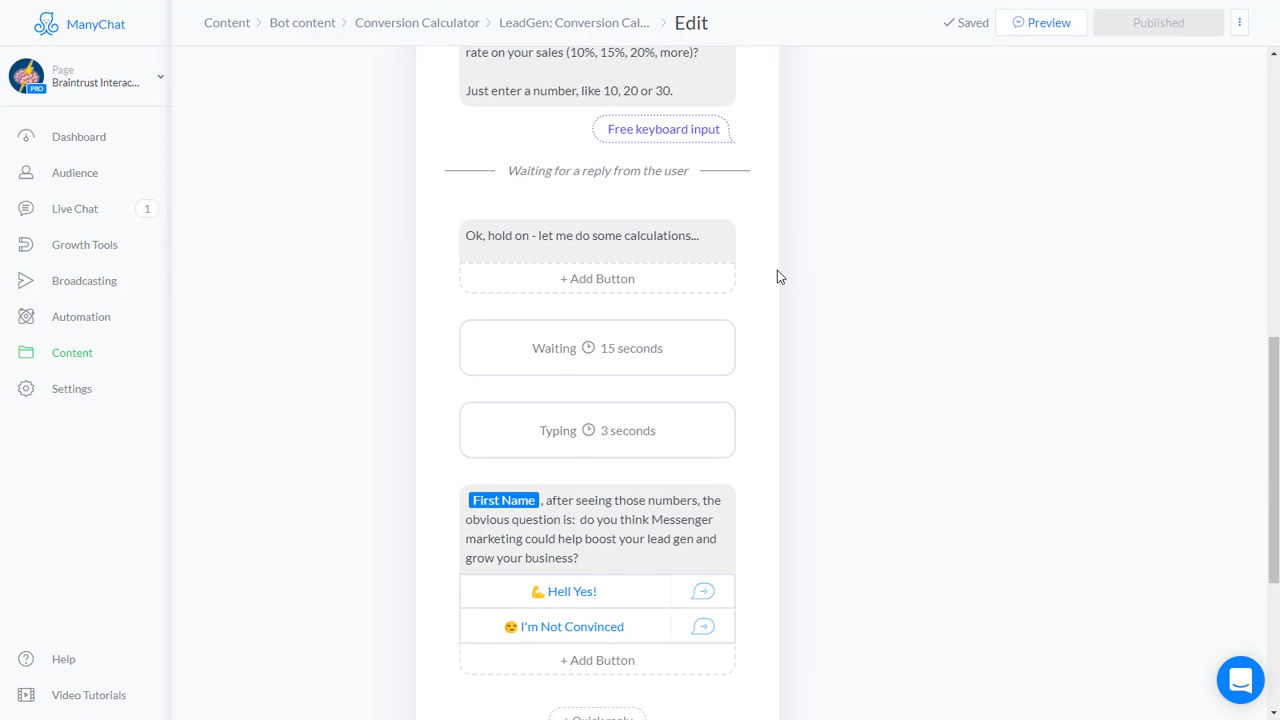 ManyChat
Content
Bot content
Conversion Calculator
LeadGen: Conversion Cal...
Edit
Saved
Preview
Published
Page
Braintrust Interac...
PRO
Dashboard
Audience
Live Chat
1
Growth Tools
Broadcasting
Automation
Content
Settings
Help
Video Tutorials
rate on your sales (10%, 15%, 20%, more)?
Just enter a number, like 10, 20 or 30.
Free keyboard input
Waiting for a reply from the user
Ok, hold on - let me do some calculations...
+ Add Button
Waiting 15 seconds
Typing 3 seconds
First Name , after seeing those numbers, the
obvious question is: do you think Messenger
marketing could help boost your lead gen and
grow your business?
💪 Hell Yes!
😒 I'm Not Convinced
+ Add Button
+ Quick reply